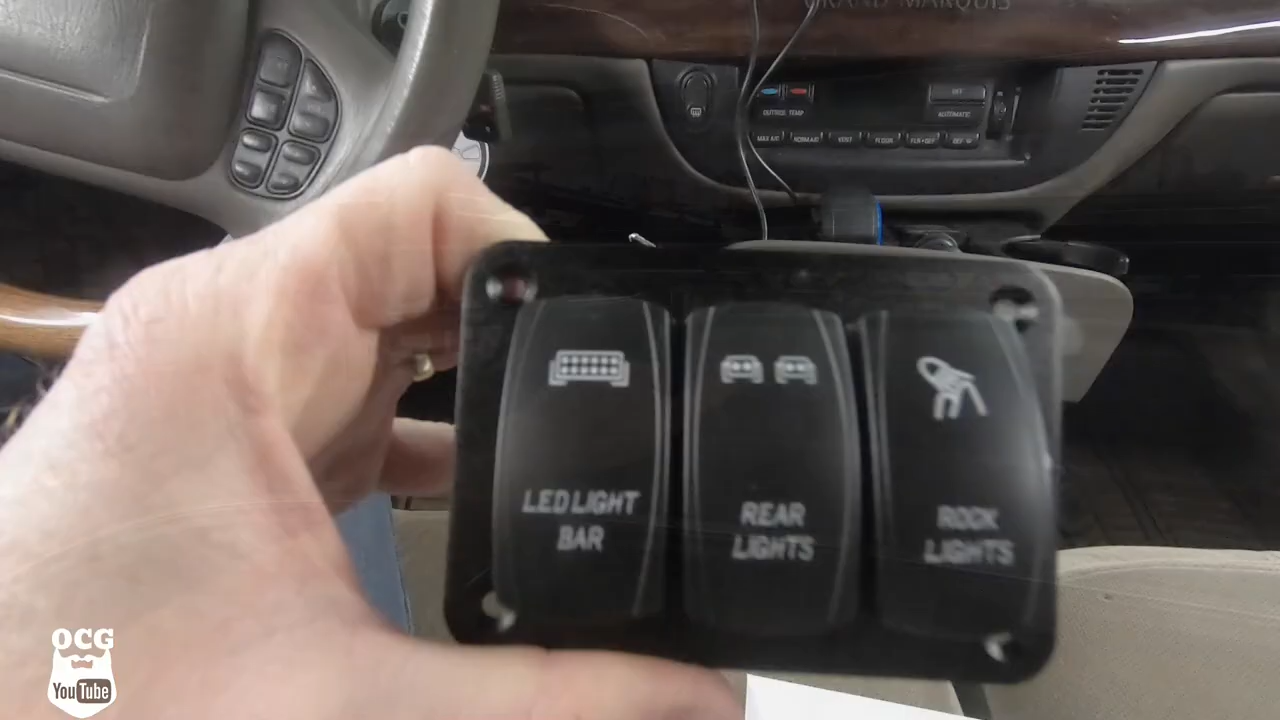 GRAND MARQUIS
OFF
OUTSIDE TEMP
AUTOMATIC
MAX A/C
NORM A/C
VENT
FLOOR
LED LIGHT
BAR
REAR
LIGHTS
ROCK
LIGHTS
OCG
YouTube